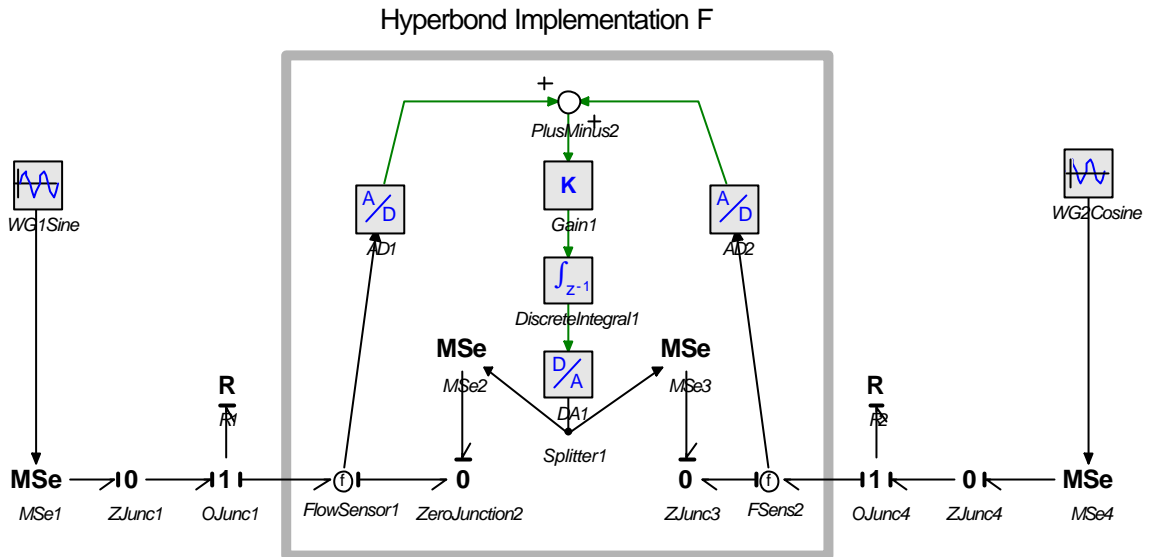 Hyperbond Implementation F
+
+
PlusMinus2
WG1Sine
A/D
AD1
K
Gain1
A/D
AD2
WG2Cosine
∫z-1
DiscreteIntegral1
MSe
MSe2
D/A
DA1
MSe
MSe3
R
R1
Splitter1
R
R2
MSe 0 1 f 0 0 f 1 0 MSe
MSe1 ZJunc1 OJunc1 FlowSensor1 ZeroJunction2 ZJunc3 FSens2 OJunc4 ZJunc4 MSe4